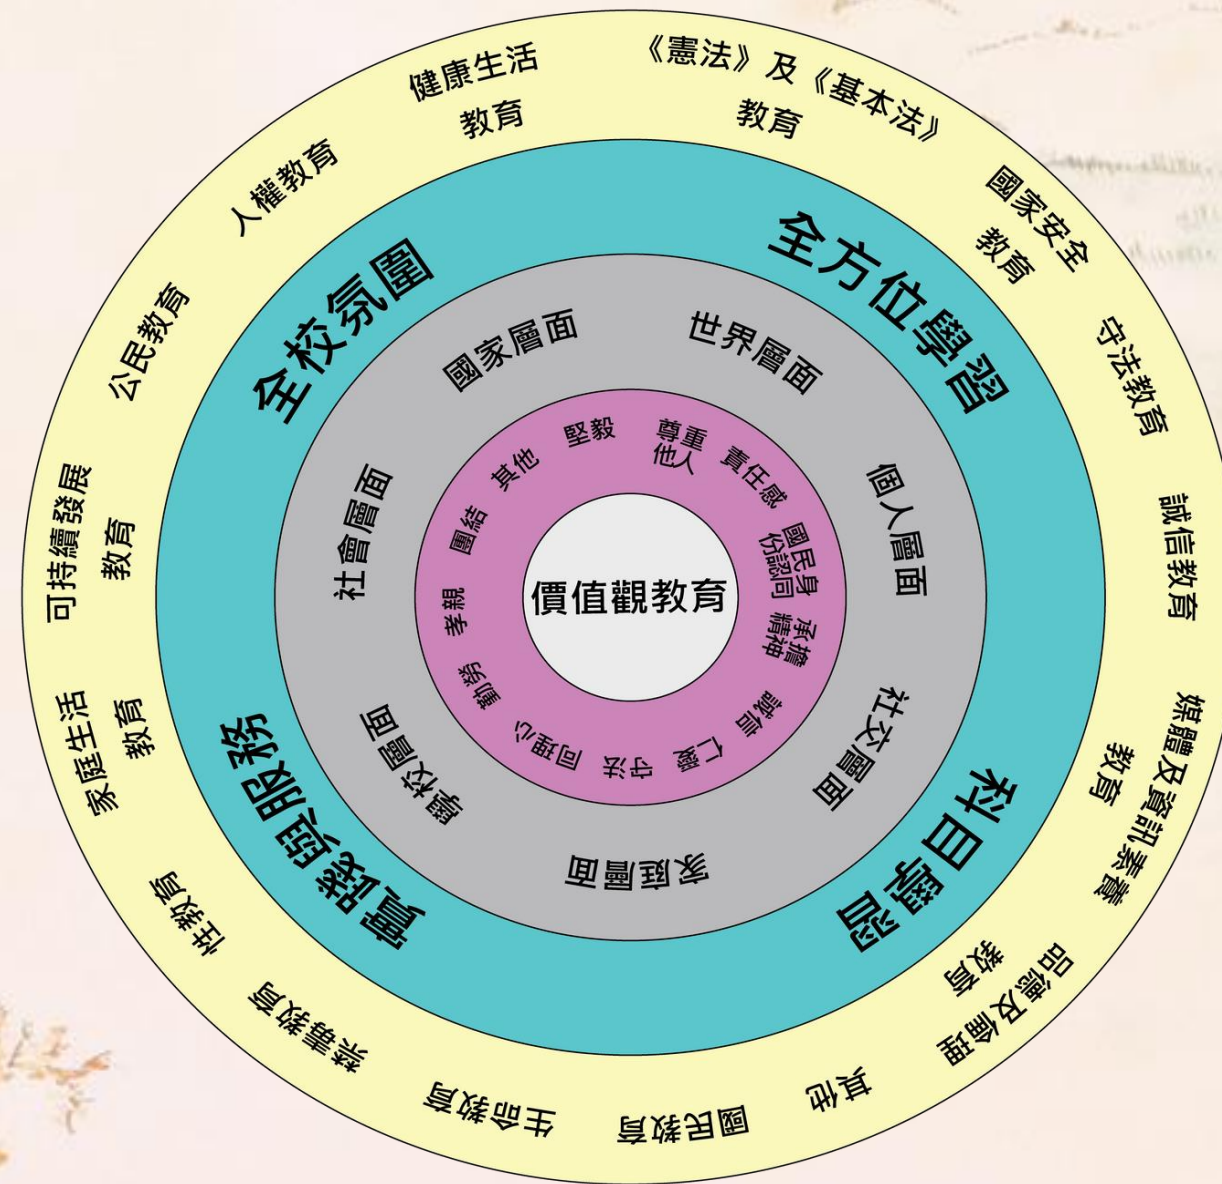 《憲法》及《基本法》
教育
國家安全
教育
守法教育
誠信教育
媒體及資訊素養
教育
品德及倫理
教育
其他
國民教育
生命教育
禁毒教育
性教育
家庭生活
教育
可持續發展
教育
公民教育
人權教育
健康生活
教育
全方位學習
科目學習
實踐與服務
全校氛圍
世界層面
個人層面
社交層面
家庭層面
學校層面
社會層面
國家層面
尊重
他人
責任感
國民身
份認同
承擔
精神
誠信
仁愛
守法
同理心
勤勞
孝親
團結
其他
堅毅
價值觀教育